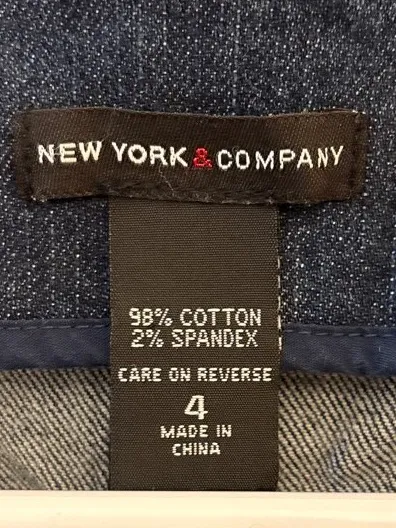 NEW YORK & COMPANY
98% COTTON
2% SPANDEX
CARE ON REVERSE
4
MADE IN
CHINA